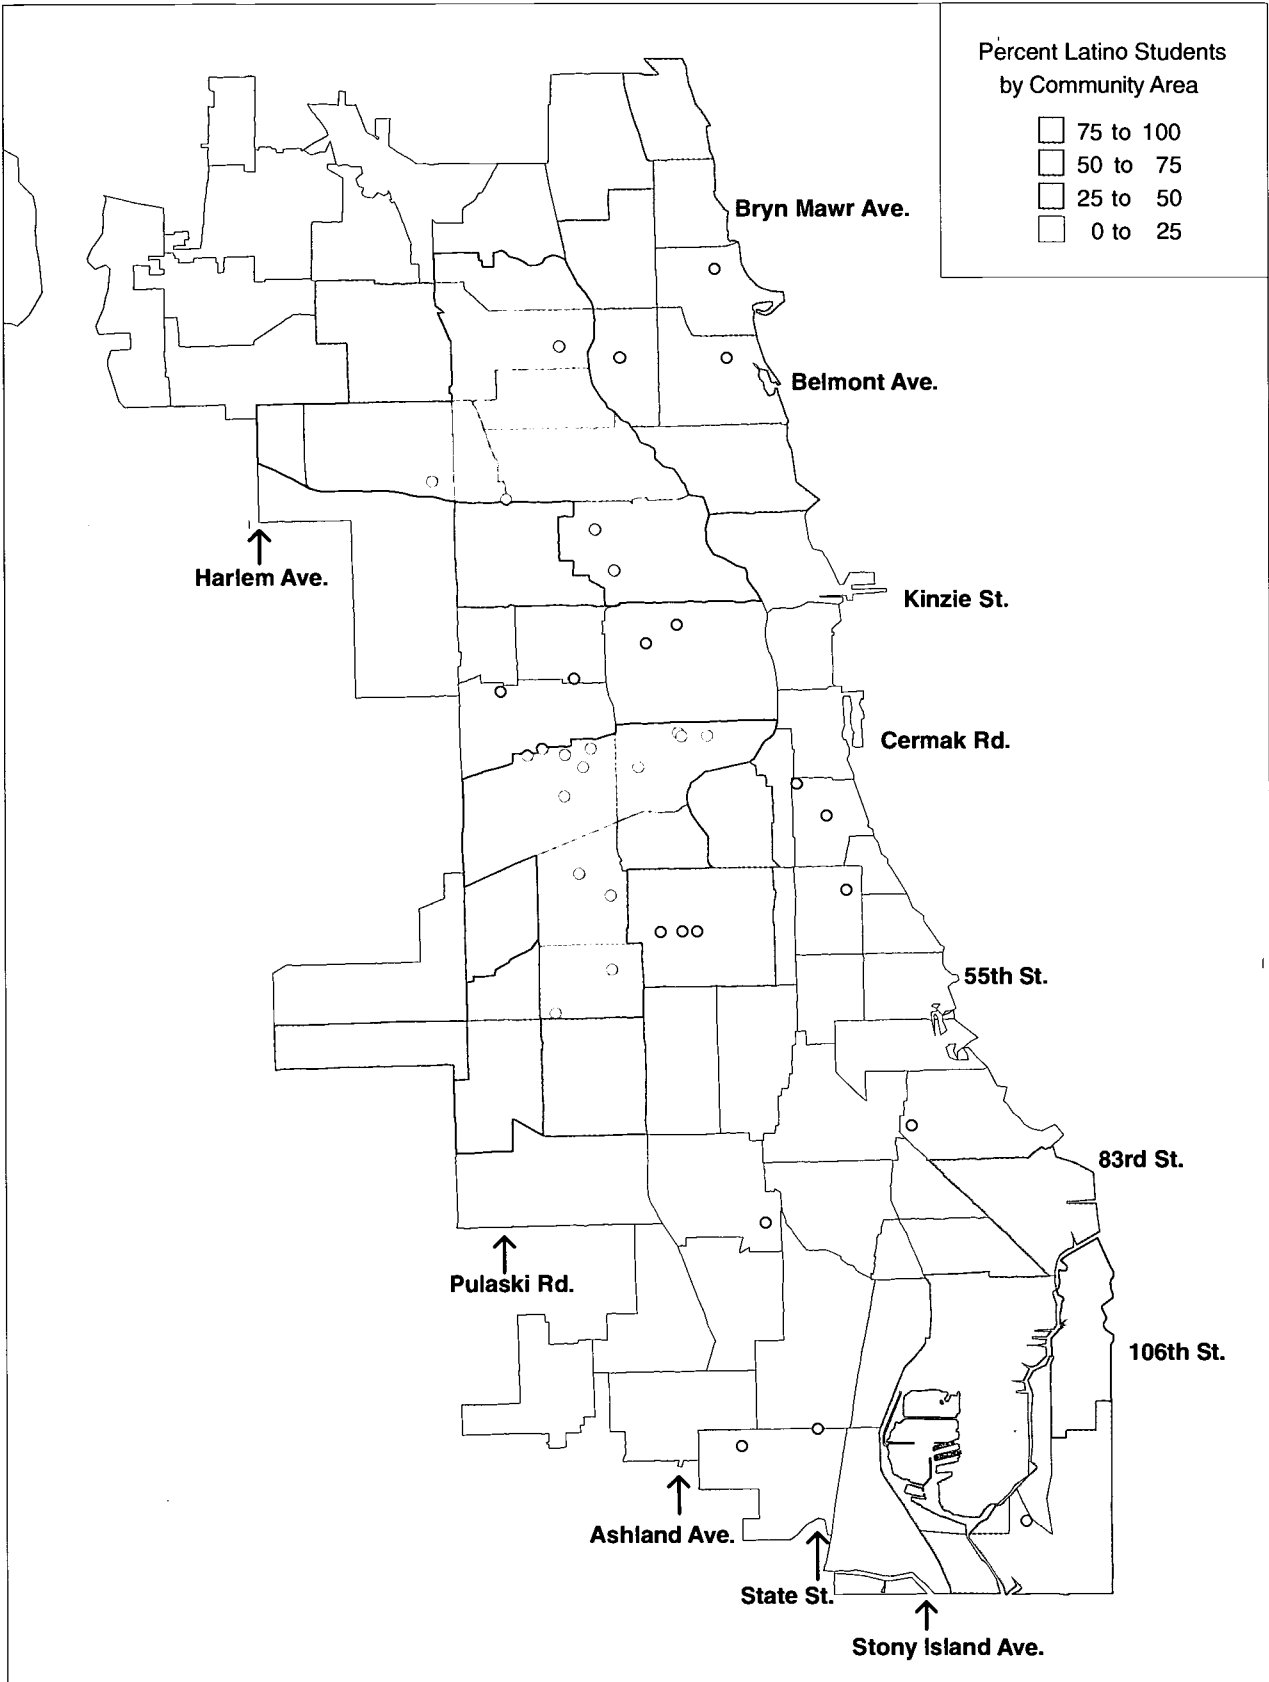 Percent Latino Students
by Community Area
75 to 100
50 to 75
25 to 50
0 to 25
Bryn Mawr Ave.
Belmont Ave.
Harlem Ave.
Kinzie St.
Cermak Rd.
55th St.
83rd St.
Pulaski Rd.
106th St.
Ashland Ave.
State St.
Stony Island Ave.